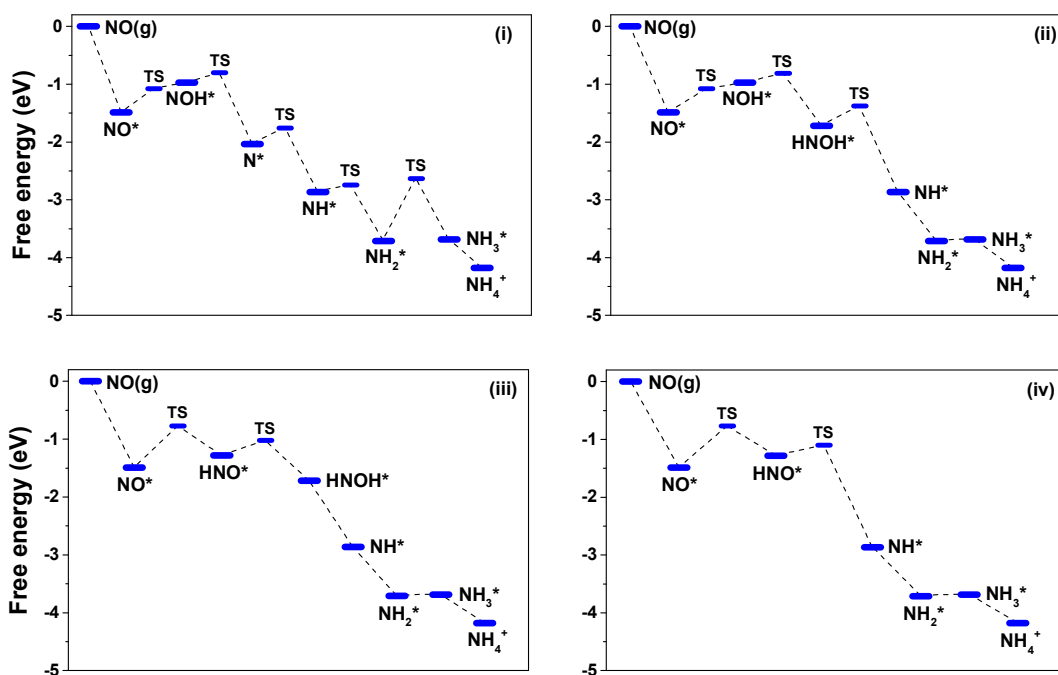 Free energy (eV)
0
-1
-2
-3
-4
-5
(i)
NO(g)
NO*
TS
NOH*
TS
N*
TS
NH*
TS
NH₂*
TS
NH₃*
NH₄⁺
0
-1
-2
-3
-4
-5
(ii)
NO(g)
NO*
TS
NOH*
TS
HNOH*
TS
NH*
NH₂*
NH₃*
NH₄⁺
Free energy (eV)
0
-1
-2
-3
-4
-5
(iii)
NO(g)
NO*
TS
HNO*
TS
HNOH*
NH*
NH₂*
NH₃*
NH₄⁺
0
-1
-2
-3
-4
-5
(iv)
NO(g)
NO*
TS
HNO*
TS
NH*
NH₂*
NH₃*
NH₄⁺